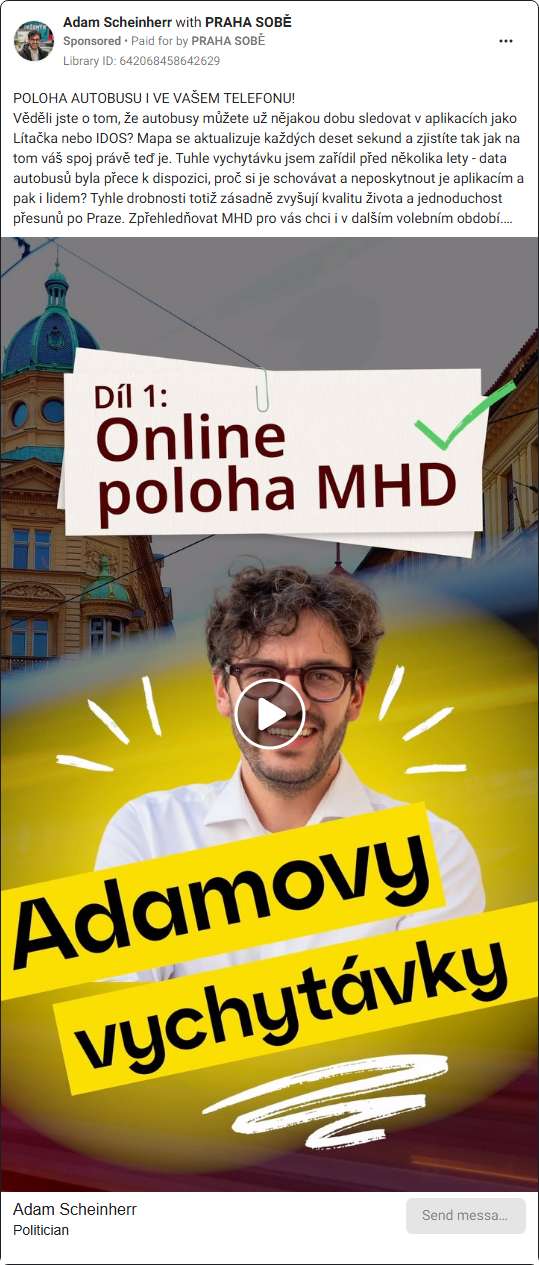 Adam Scheinherr with PRAHA SOBĚ
Sponsored • Paid for by PRAHA SOBĚ
Library ID: 642068458642629
POLOHA AUTOBUSU I VE VAŠEM TELEFONU!
Věděli jste o tom, že autobusy můžete už nějakou dobu sledovat v aplikacích jako
Lítačka nebo IDOS? Mapa se aktualizuje každých deset sekund a zjistíte tak jak na
tom váš spoj právě teď je. Tuhle vychytávku jsem zařídil před několika lety - data
autobusů byla přece k dispozici, proč si je schovávat a neposkytnout je aplikacím a
pak i lidem? Tyhle drobnosti totiž zásadně zvyšují kvalitu života a jednoduchost
přesunů po Praze. Zpřehledňovat MHD pro vás chci i v dalším volebním období....
Díl 1:
Online
poloha MHD
Adamovy
vychytávky
Adam Scheinherr
Politician
Send messa...